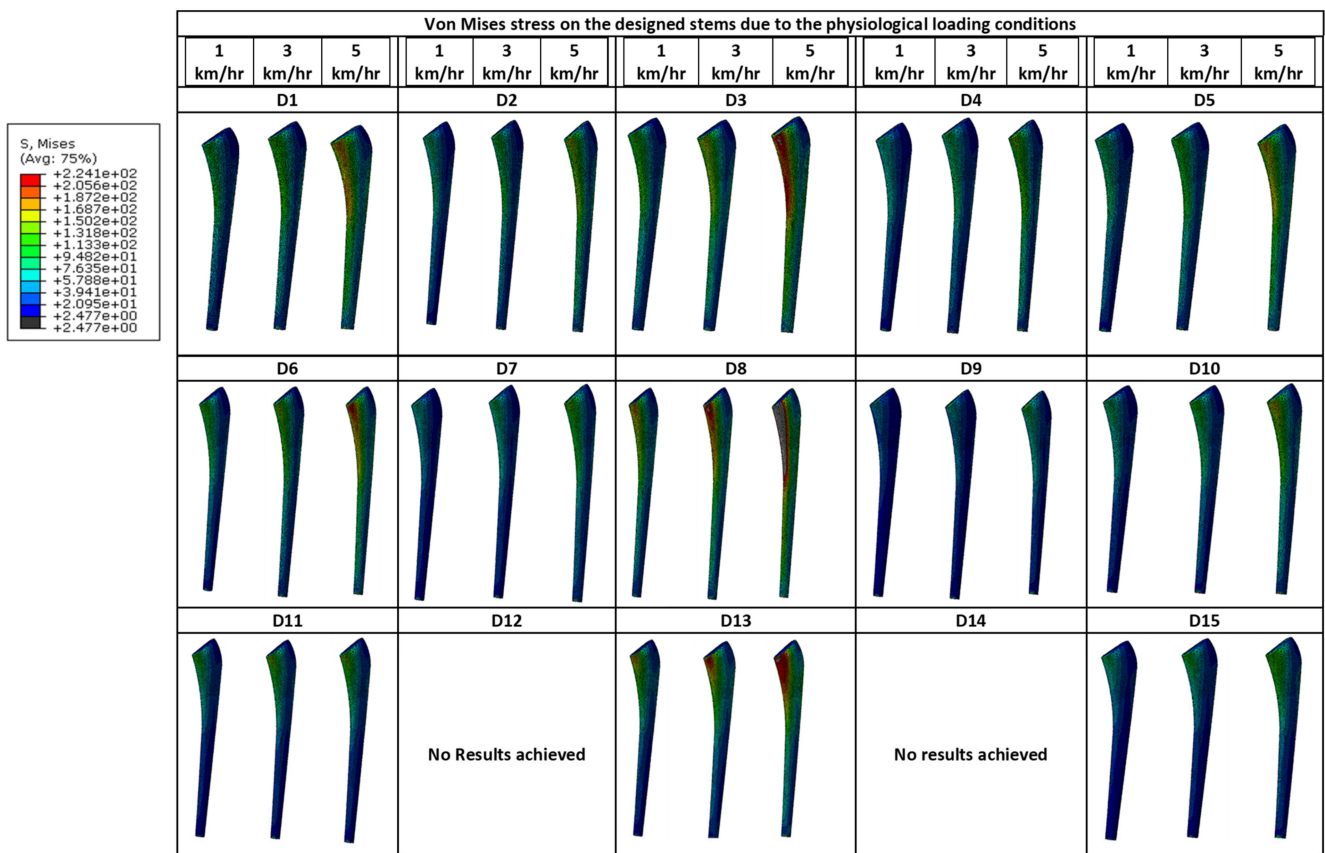 Von Mises stress on the designed stems due to the physiological loading conditions
1 3 5 1 3 5 1 3 5 1 3 5 1 3 5
km/hr km/hr km/hr km/hr km/hr km/hr km/hr km/hr km/hr km/hr km/hr km/hr km/hr km/hr km/hr
D1 D2 D3 D4 D5
S, Mises
(Avg: 75%)
+2.241e+02
+2.056e+02
+1.872e+02
+1.687e+02
+1.502e+02
+1.318e+02
+1.133e+02
+9.482e+01
+7.635e+01
+5.788e+01
+3.941e+01
+2.095e+01
+2.477e+00
+2.477e+00
D6 D7 D8 D9 D10
D11 D12 D13 D14 D15
No Results achieved No results achieved